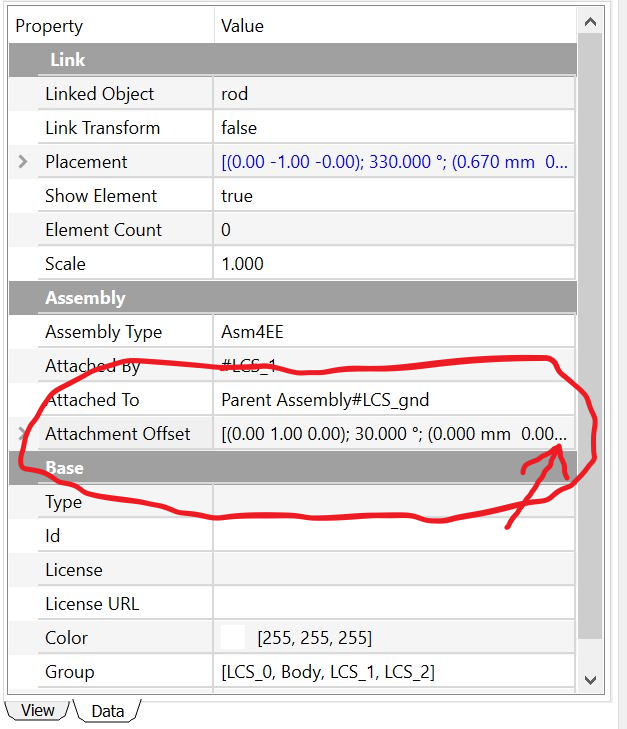 Property Value
Link
Linked Object rod
Link Transform false
Placement [(0.00 -1.00 -0.00); 330.000 °; (0.670 mm 0...
Show Element true
Element Count 0
Scale 1.000
Assembly
Assembly Type Asm4EE
Attached By #LCS_1
Attached To Parent Assembly#LCS_gnd
Attachment Offset [(0.00 1.00 0.00); 30.000 °; (0.000 mm 0.00...
Base
Type
Id
License
License URL
Color [255, 255, 255]
Group [LCS_0, Body, LCS_1, LCS_2]
View Data